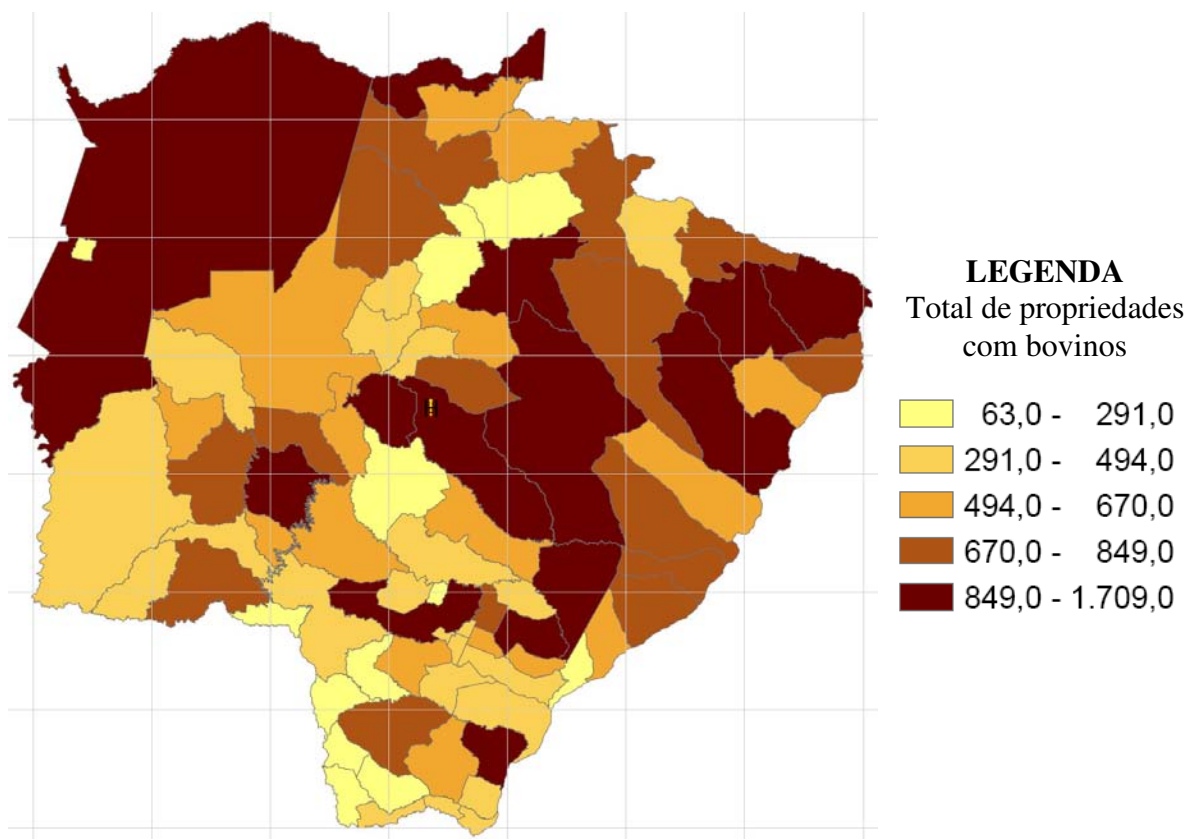 LEGENDA
Total de propriedades
com bovinos
63,0 - 291,0
291,0 - 494,0
494,0 - 670,0
670,0 - 849,0
849,0 - 1.709,0